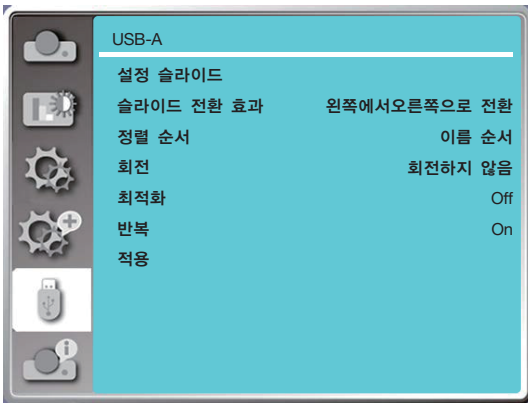 USB-A
설정 슬라이드
슬라이드 전환 효과 왼쪽에서오른쪽으로 전환
정렬 순서 이름 순서
회전 회전하지 않음
최적화 Off
반복 On
적용